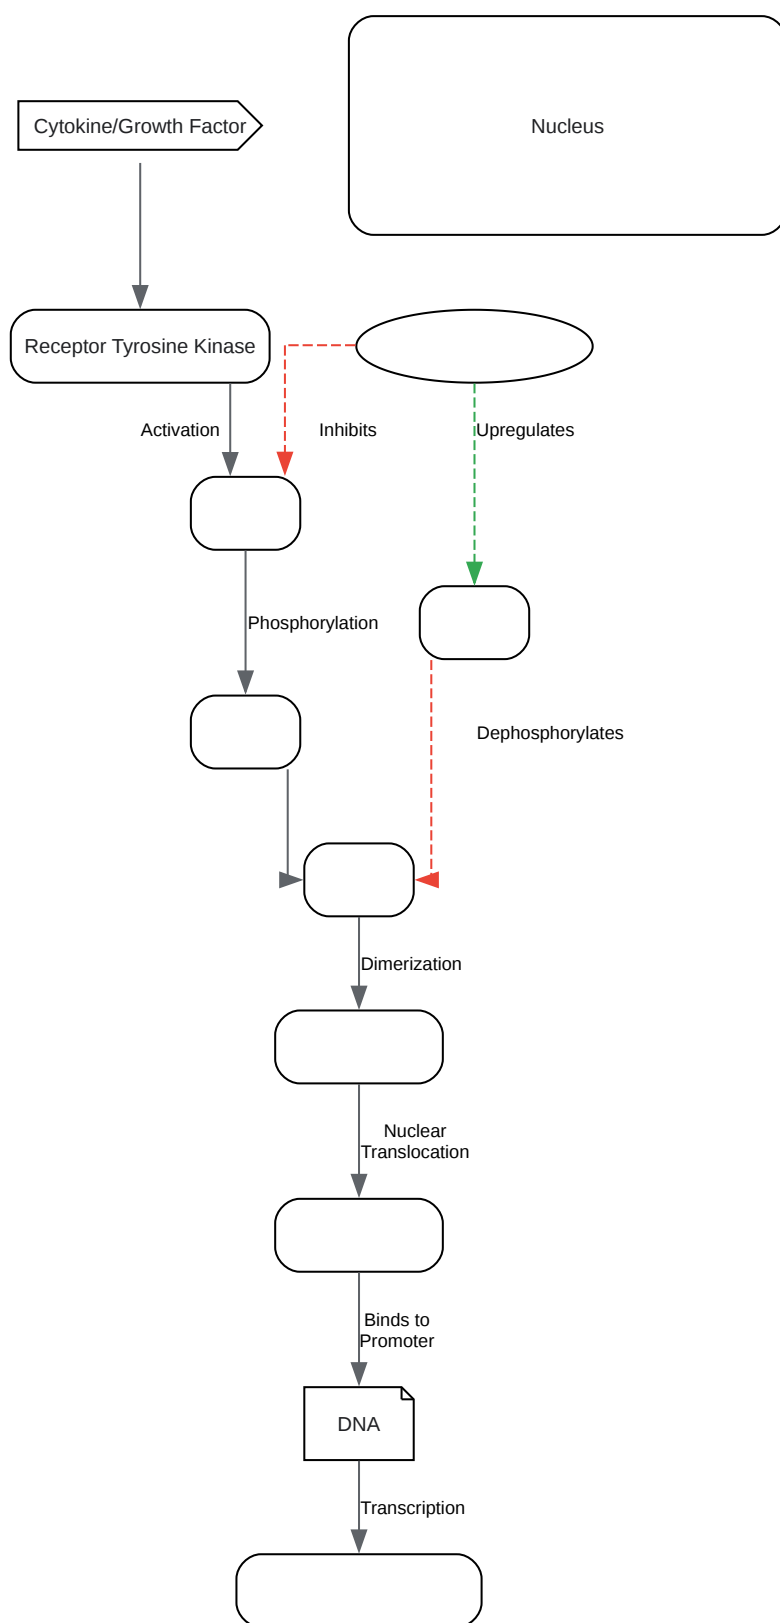 Cytokine/Growth Factor
Nucleus
Receptor Tyrosine Kinase
Activation
Inhibits
Upregulates
Phosphorylation
Dephosphorylates
Dimerization
Nuclear
Translocation
Binds to
Promoter
DNA
Transcription